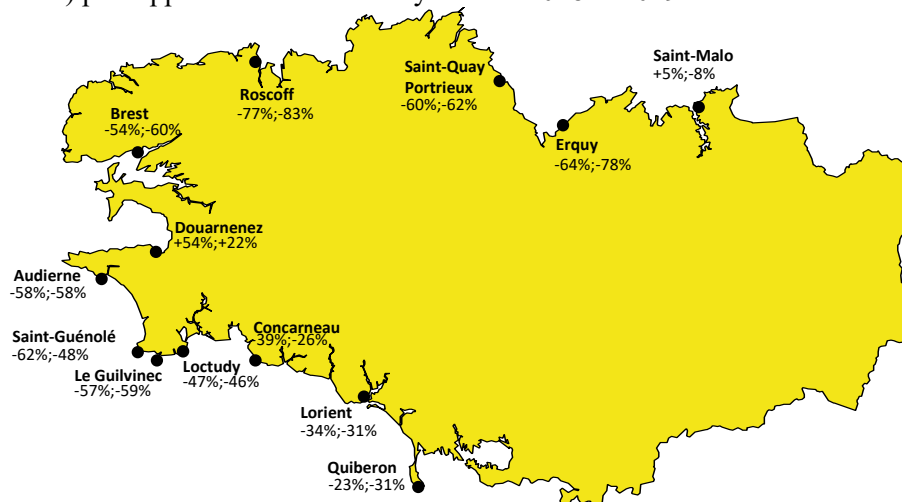 Saint-Malo
+5%;-8%
Saint-Quay
Portrieux
-60%;-62%
Roscoff
-77%;-83%
Brest
-54%;-60%
Erquy
-64%;-78%
Douarnenez
+54%;+22%
Audierne
-58%;-58%
Saint-Guénolé
-62%;-48%
Concarneau
39%;-26%
Le Guilvinec
-57%;-59%
Loctudy
-47%;-46%
Lorient
-34%;-31%
Quiberon
-23%;-31%